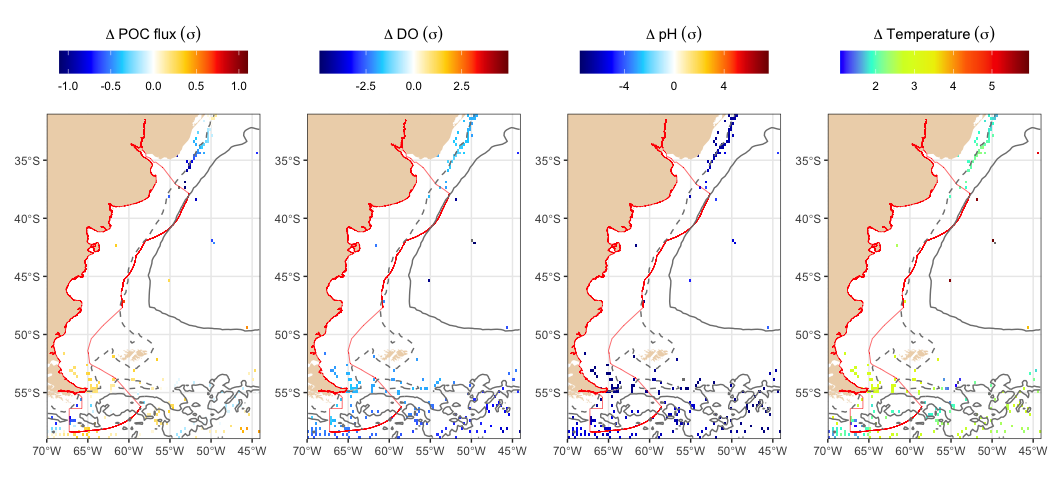 Δ POC flux (σ)
-1.0 -0.5 0.0 0.5 1.0
35°S
40°S
45°S
50°S
55°S
70°W 65°W 60°W 55°W 50°W 45°W
Δ DO (σ)
-2.5 0.0 2.5
35°S
40°S
45°S
50°S
55°S
70°W 65°W 60°W 55°W 50°W 45°W
Δ pH (σ)
-4 0 4
35°S
40°S
45°S
50°S
55°S
70°W 65°W 60°W 55°W 50°W 45°W
Δ Temperature (σ)
2 3 4 5
35°S
40°S
45°S
50°S
55°S
70°W 65°W 60°W 55°W 50°W 45°W